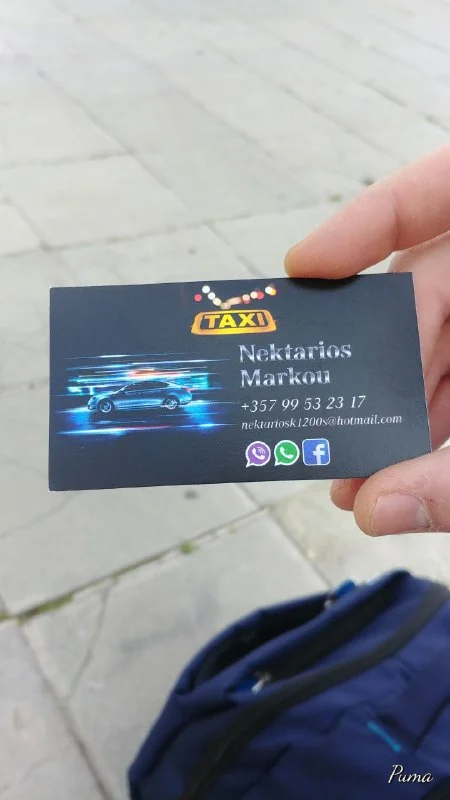 TAXI
Nektarios
Markou
+357 99 53 23 17
nektariosk1200s@hotmail.com
Puma